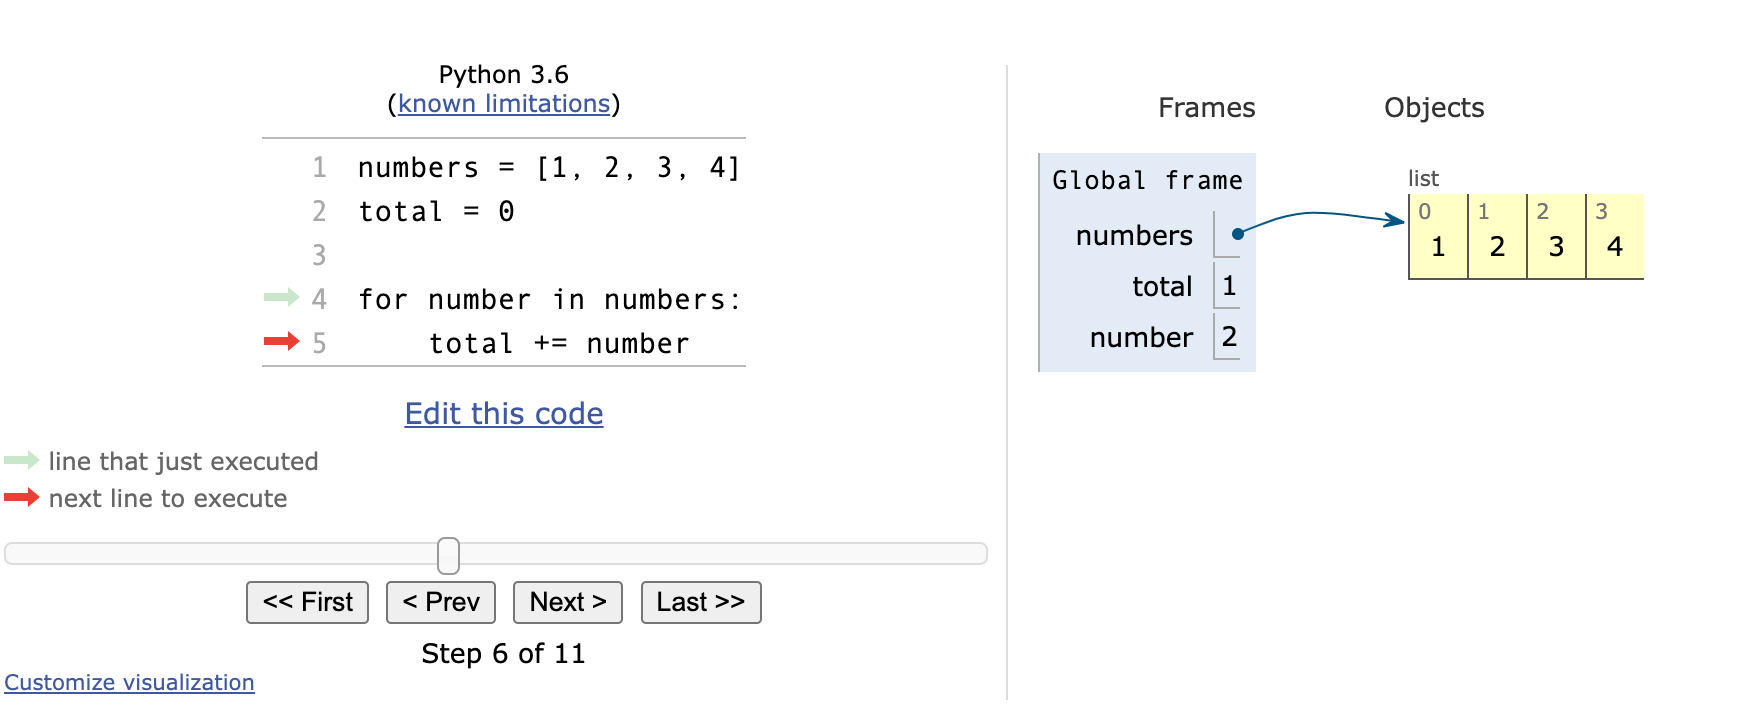 Python 3.6
(known limitations)
1 numbers = [1, 2, 3, 4]
2 total = 0
3
4 for number in numbers:
5     total += number
Edit this code
line that just executed
next line to execute
<< First < Prev Next > Last >>
Step 6 of 11
Customize visualization
Frames Objects
Global frame
numbers
total 1
number 2
list
0 1 2 3
1 2 3 4